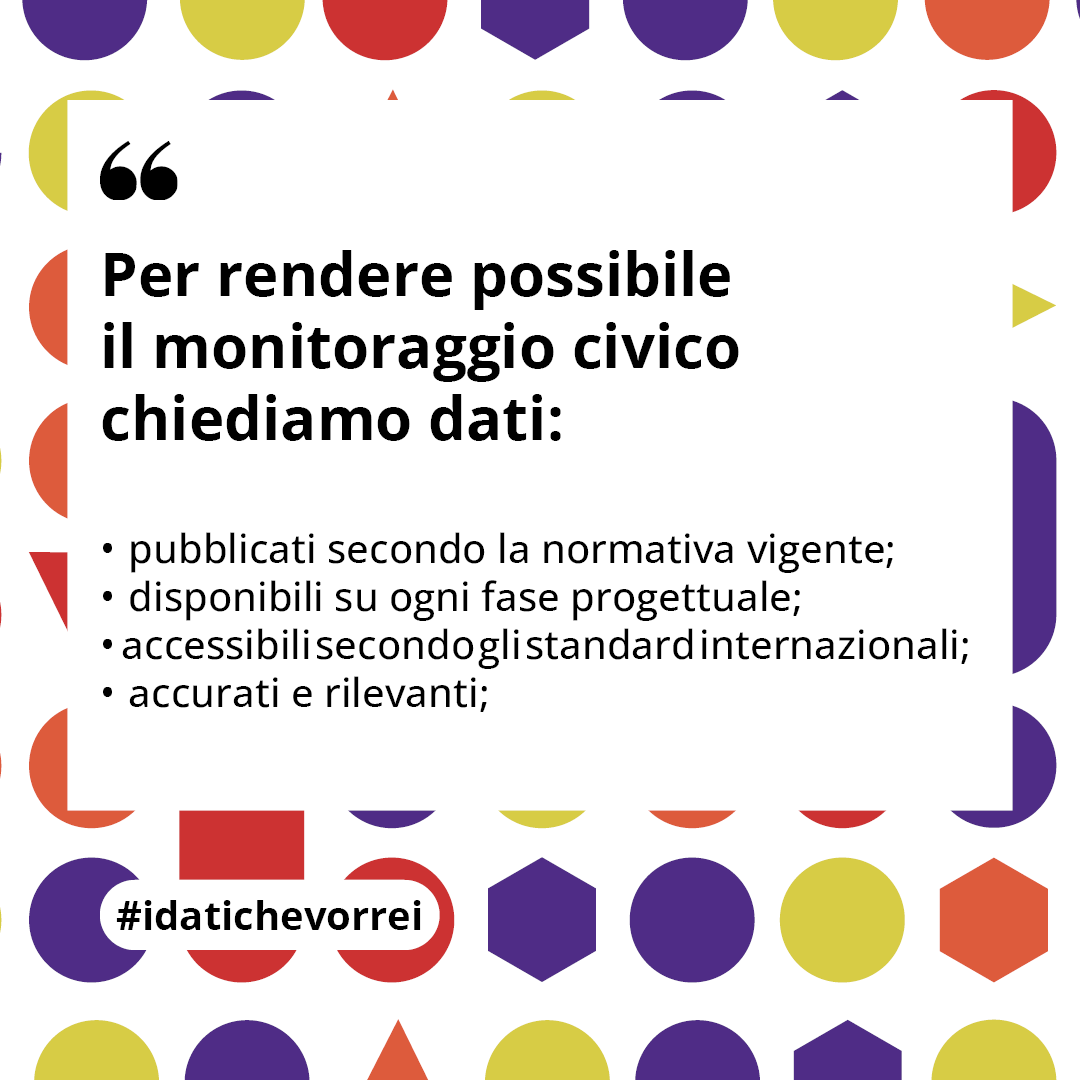 “
Per rendere possibile
il monitoraggio civico
chiediamo dati:
• pubblicati secondo la normativa vigente;
• disponibili su ogni fase progettuale;
• accessibili secondo gli standard internazionali;
• accurati e rilevanti;
#idatichevorrei